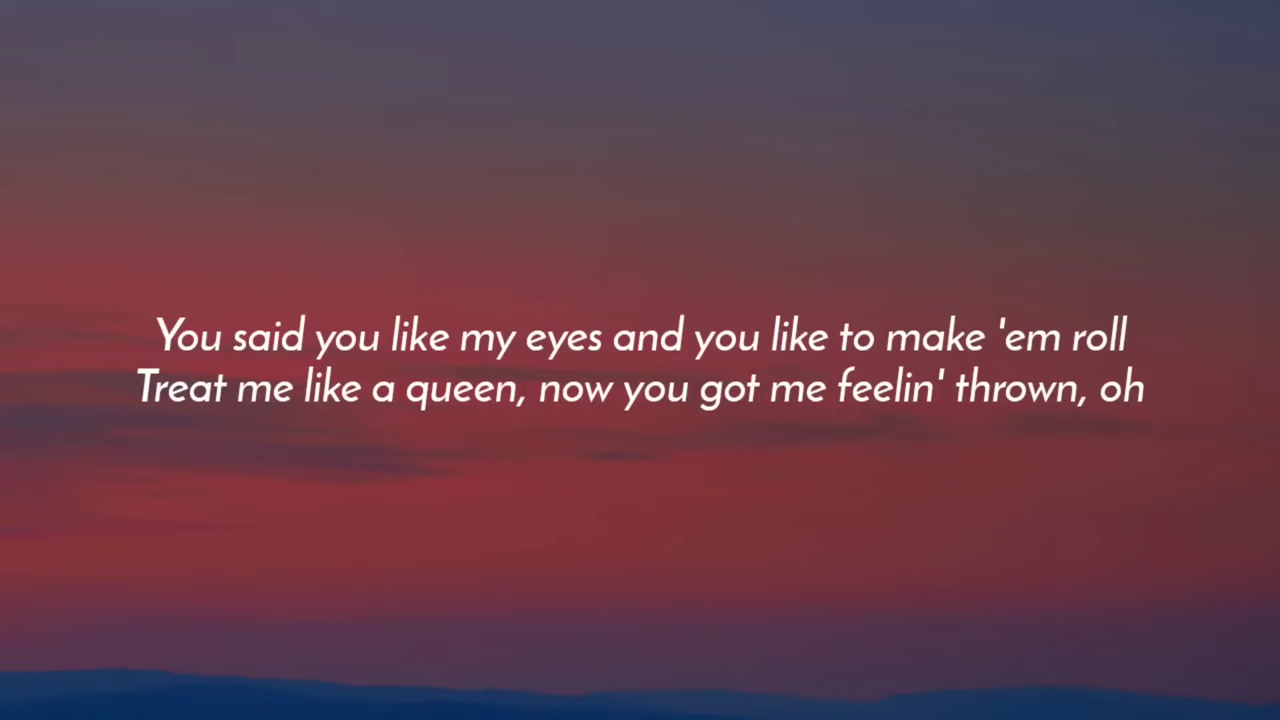 You said you like my eyes and you like to make 'em roll
Treat me like a queen, now you got me feelin' thrown, oh